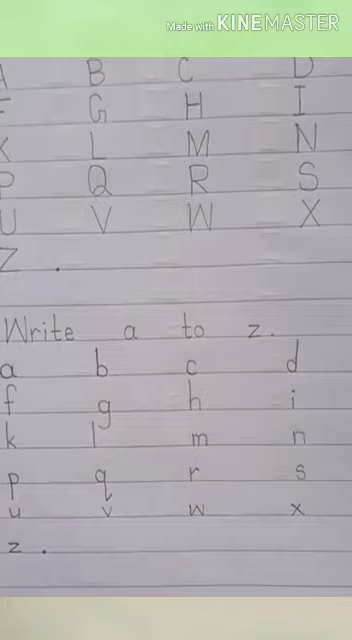 Made with KINEMASTER
A B C D
F G H I
K L M N
P Q R S
U V W X
Z .
Write a to z.
a b c d
f g h i
k l m n
p q r s
u v w x
z .